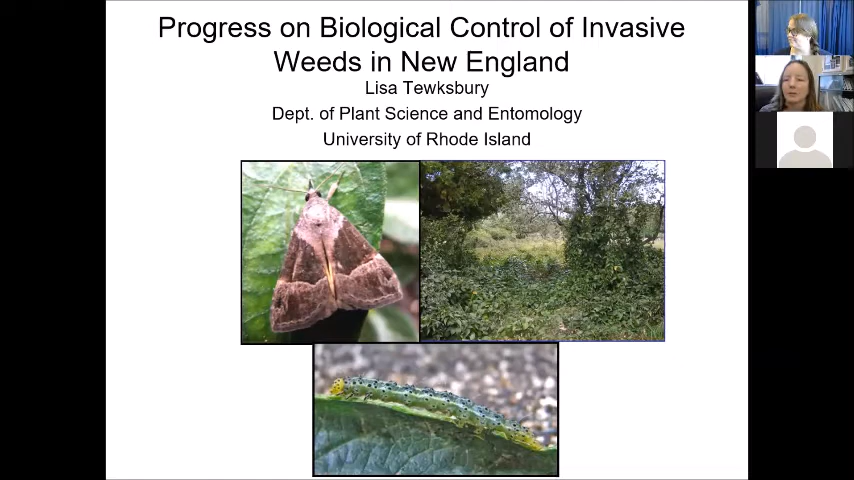 Progress on Biological Control of Invasive
Weeds in New England
Lisa Tewksbury
Dept. of Plant Science and Entomology
University of Rhode Island